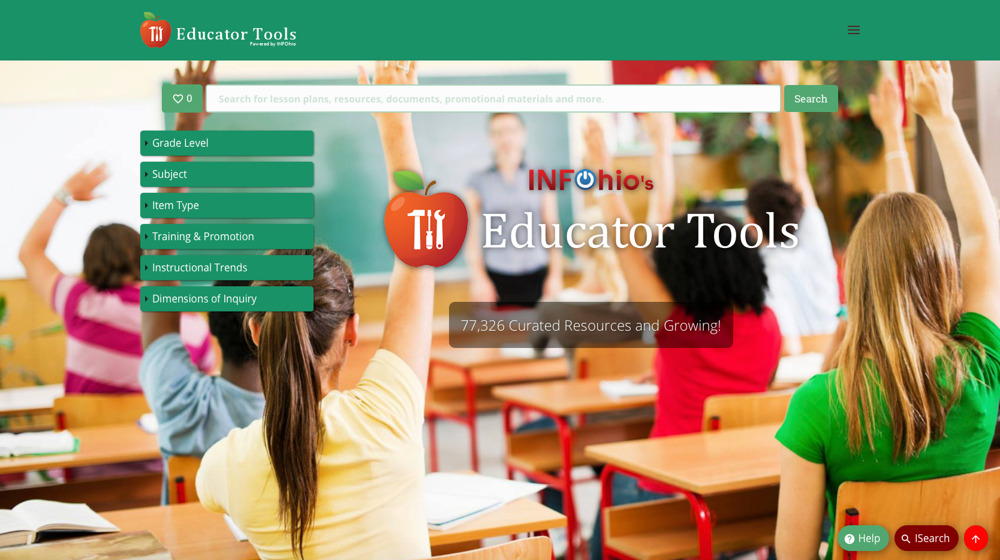 Educator Tools
Powered by INFOhio
0
Search for lesson plans, resources, documents, promotional materials and more.
Search
Grade Level
Subject
Item Type
Training & Promotion
Instructional Trends
Dimensions of Inquiry
INFOhio's
Educator Tools
77,326 Curated Resources and Growing!
Help
ISearch